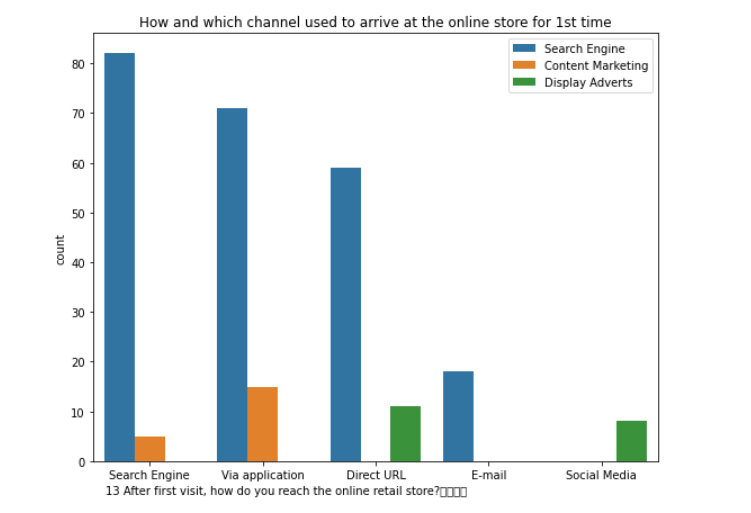 How and which channel used to arrive at the online store for 1st time
Search Engine
Content Marketing
Display Adverts
80
70
60
50
40
30
20
10
0
count
Search Engine Via application Direct URL E-mail Social Media
13 After first visit, how do you reach the online retail store?